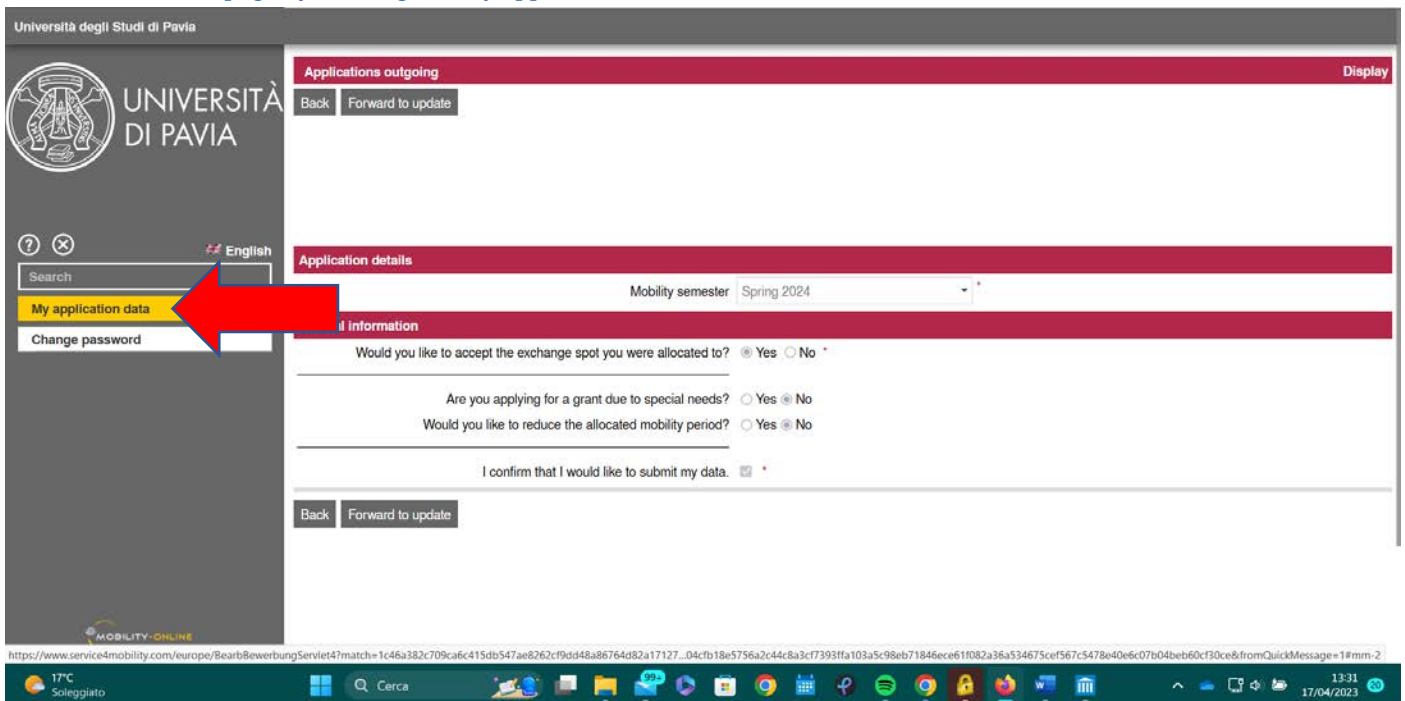 Università degli Studi di Pavia
UNIVERSITÀ
DI PAVIA
English
Search
My application data
Change password
MOBILITY-ONLINE
Applications outgoing Display
Back Forward to update
Application details
Mobility semester Spring 2024 *
information
Would you like to accept the exchange spot you were allocated to? Yes No *
Are you applying for a grant due to special needs? Yes No
Would you like to reduce the allocated mobility period? Yes No
I confirm that I would like to submit my data. *
Back Forward to update
17°C
Soleggiato
Cerca
99+
13:31
17/04/2023
20